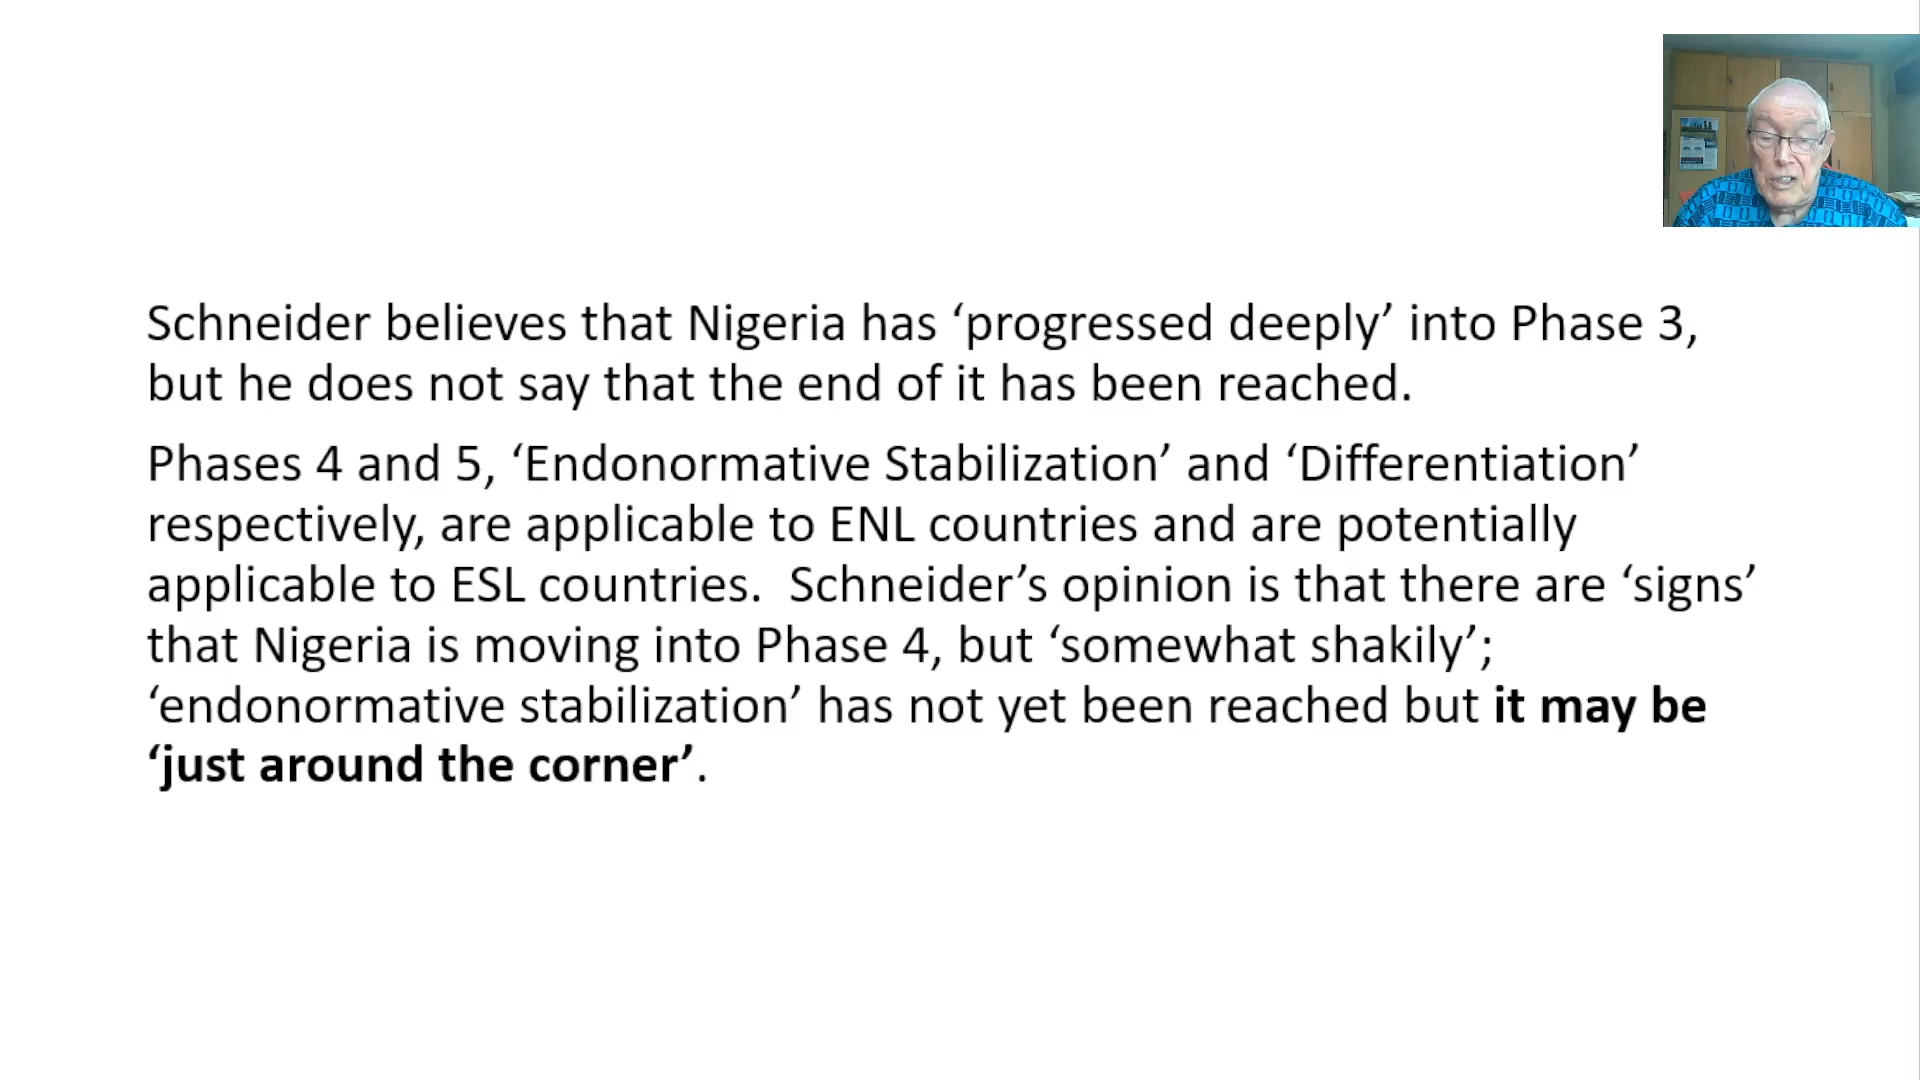 Schneider believes that Nigeria has ‘progressed deeply’ into Phase 3,
but he does not say that the end of it has been reached.
Phases 4 and 5, ‘Endonormative Stabilization’ and ‘Differentiation’
respectively, are applicable to ENL countries and are potentially
applicable to ESL countries.  Schneider’s opinion is that there are ‘signs’
that Nigeria is moving into Phase 4, but ‘somewhat shakily’;
‘endonormative stabilization’ has not yet been reached but it may be
‘just around the corner’.